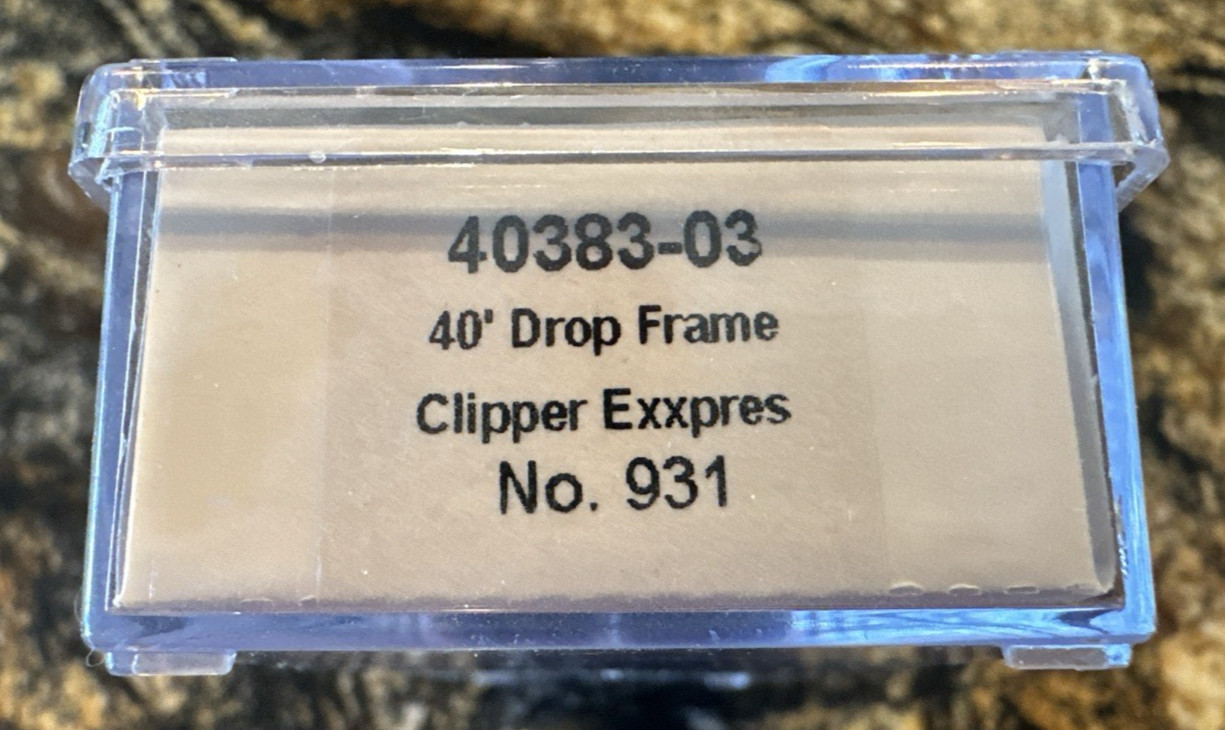 40383-03
40' Drop Frame
Clipper Exxpres
No. 931